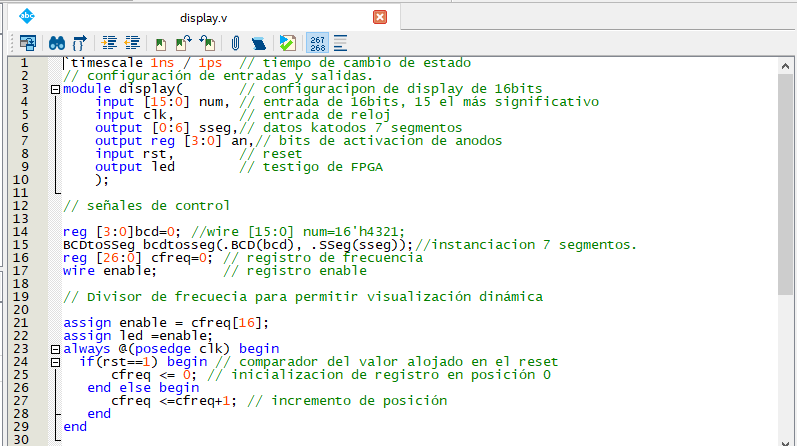 abc
display.v
267
268
1 `timescale 1ns / 1ps // tiempo de cambio de estado
2 // configuración de entradas y salidas.
3 module display( // configuracipon de display de 16bits
4 input [15:0] num, // entrada de 16bits, 15 el más significativo
5 input clk, // entrada de reloj
6 output [0:6] sseg,// datos katodos 7 segmentos
7 output reg [3:0] an,// bits de activacion de anodos
8 input rst, // reset
9 output led // testigo de FPGA
10 );
11
12 // señales de control
13
14 reg [3:0]bcd=0; //wire [15:0] num=16'h4321;
15 BCDtoSSeg bcdtosseg(.BCD(bcd), .SSeg(sseg));//instanciacion 7 segmentos.
16 reg [26:0] cfreq=0; // registro de frecuencia
17 wire enable; // registro enable
18
19 // Divisor de frecuecia para permitir visualización dinámica
20
21 assign enable = cfreq[16];
22 assign led =enable;
23 always @(posedge clk) begin
24 if(rst==1) begin // comparador del valor alojado en el reset
25 cfreq <= 0; // inicializacion de registro en posición 0
26 end else begin
27 cfreq <=cfreq+1; // incremento de posición
28 end
29 end
30